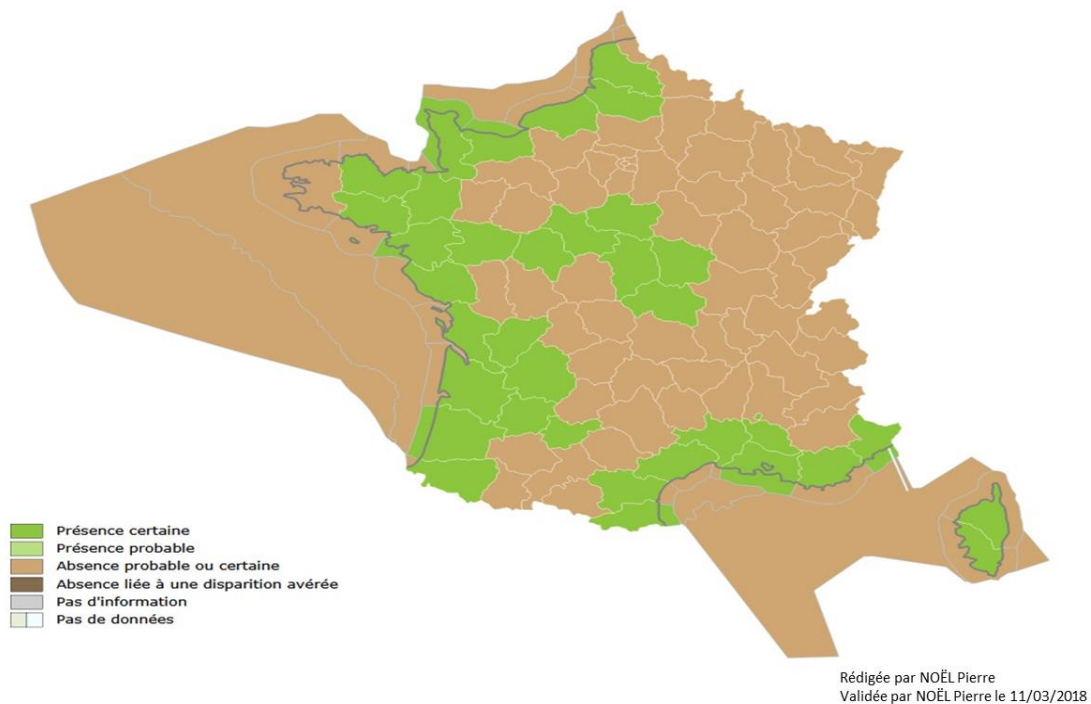 Présence certaine
Présence probable
Absence probable ou certaine
Absence liée à une disparition avérée
Pas d'information
Pas de données
Rédigée par NOËL Pierre
Validée par NOËL Pierre le 11/03/2018